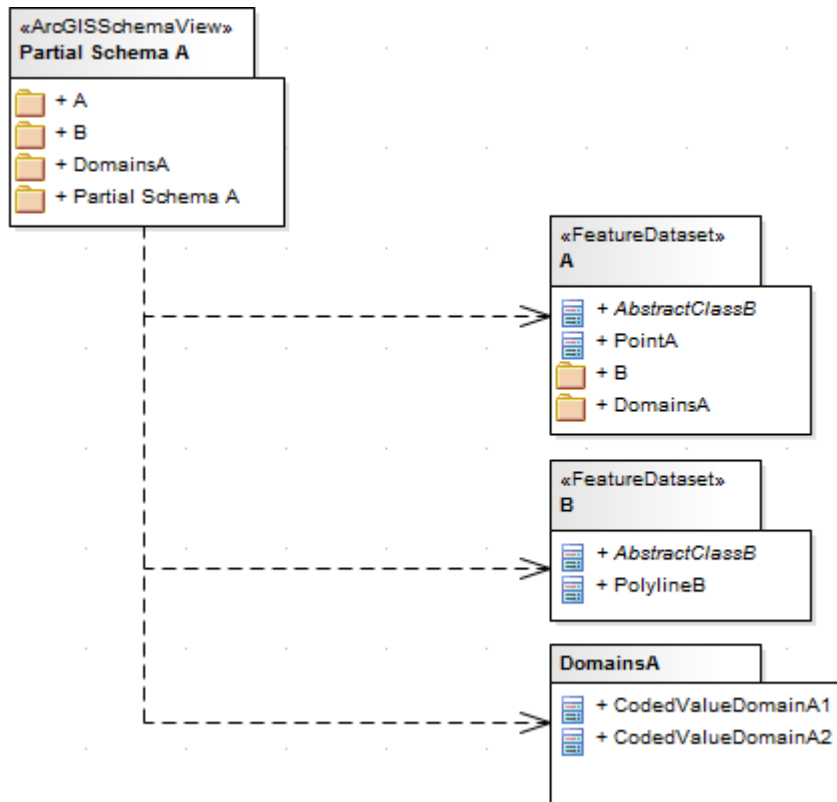 «ArcGISSchemaView»
Partial Schema A
+ A
+ B
+ DomainsA
+ Partial Schema A
«FeatureDataset»
A
+ AbstractClassB
+ PointA
+ B
+ DomainsA
«FeatureDataset»
B
+ AbstractClassB
+ PolylineB
DomainsA
+ CodedValueDomainA1
+ CodedValueDomainA2